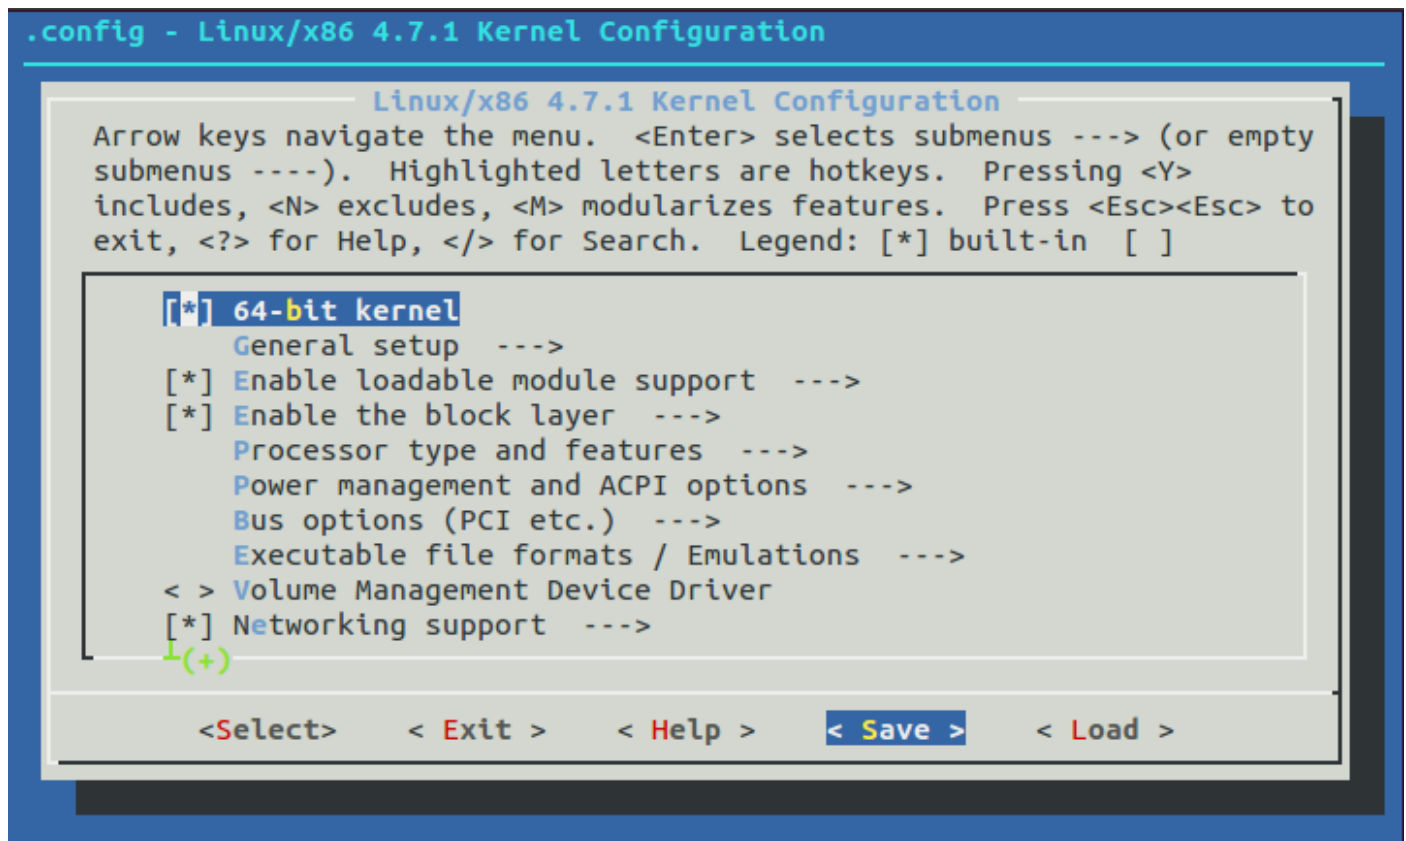 .config - Linux/x86 4.7.1 Kernel Configuration
Linux/x86 4.7.1 Kernel Configuration
Arrow keys navigate the menu.  <Enter> selects submenus ---> (or empty
submenus ----).  Highlighted letters are hotkeys.  Pressing <Y>
includes, <N> excludes, <M> modularizes features.  Press <Esc><Esc> to
exit, <?> for Help, </> for Search.  Legend: [*] built-in  [ ]
[*] 64-bit kernel
General setup  --->
[*] Enable loadable module support  --->
[*] Enable the block layer  --->
Processor type and features  --->
Power management and ACPI options  --->
Bus options (PCI etc.)  --->
Executable file formats / Emulations  --->
< > Volume Management Device Driver
[*] Networking support  --->
┴(+)
<Select>    < Exit >    < Help >    < Save >    < Load >